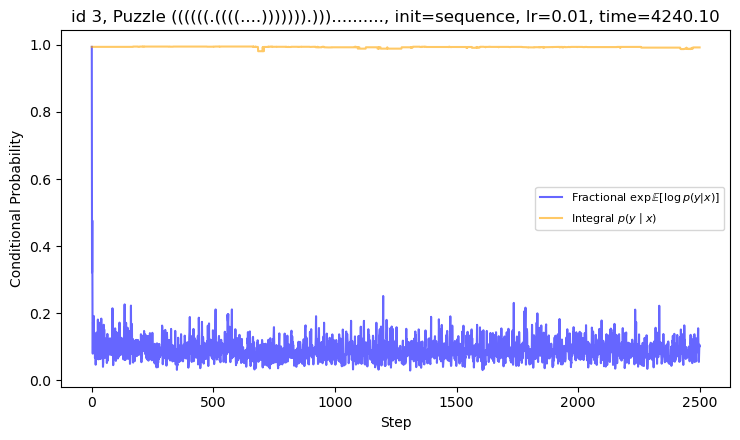 id 3, Puzzle ((((((.((((....))))))).))).........., init=sequence, lr=0.01, time=4240.10
1.0
0.8
0.6
0.4
0.2
0.0
Conditional Probability
Fractional exp𝔼[log p(y|x)]
Integral p(y | x)
0 500 1000 1500 2000 2500
Step